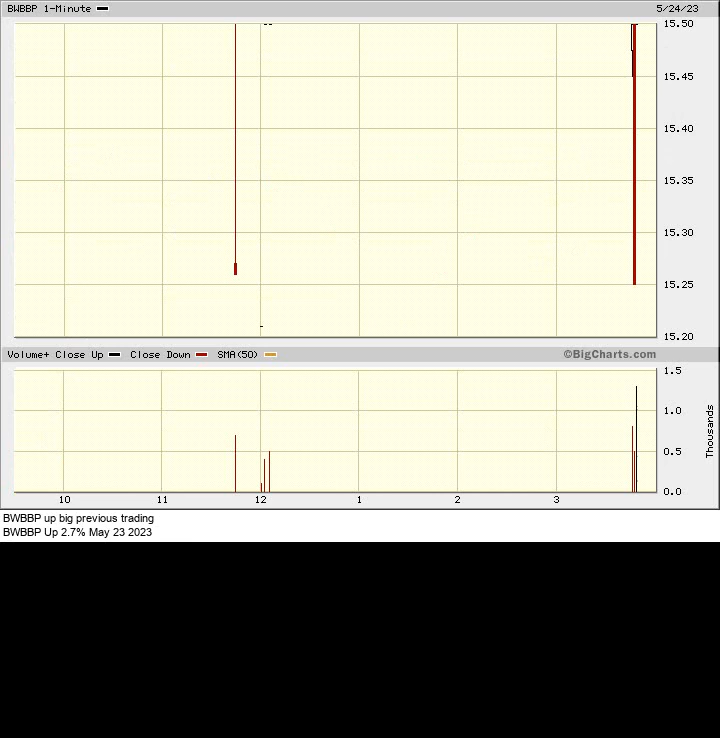 BWBBP 1-Minute 5/24/23
15.50
15.45
15.40
15.35
15.30
15.25
15.20
Volume+ Close Up Close Down SMA(50) ©BigCharts.com
1.5
1.0
0.5
0.0
Thousands
10 11 12 1 2 3
BWBBP up big previous trading
BWBBP Up 2.7% May 23 2023